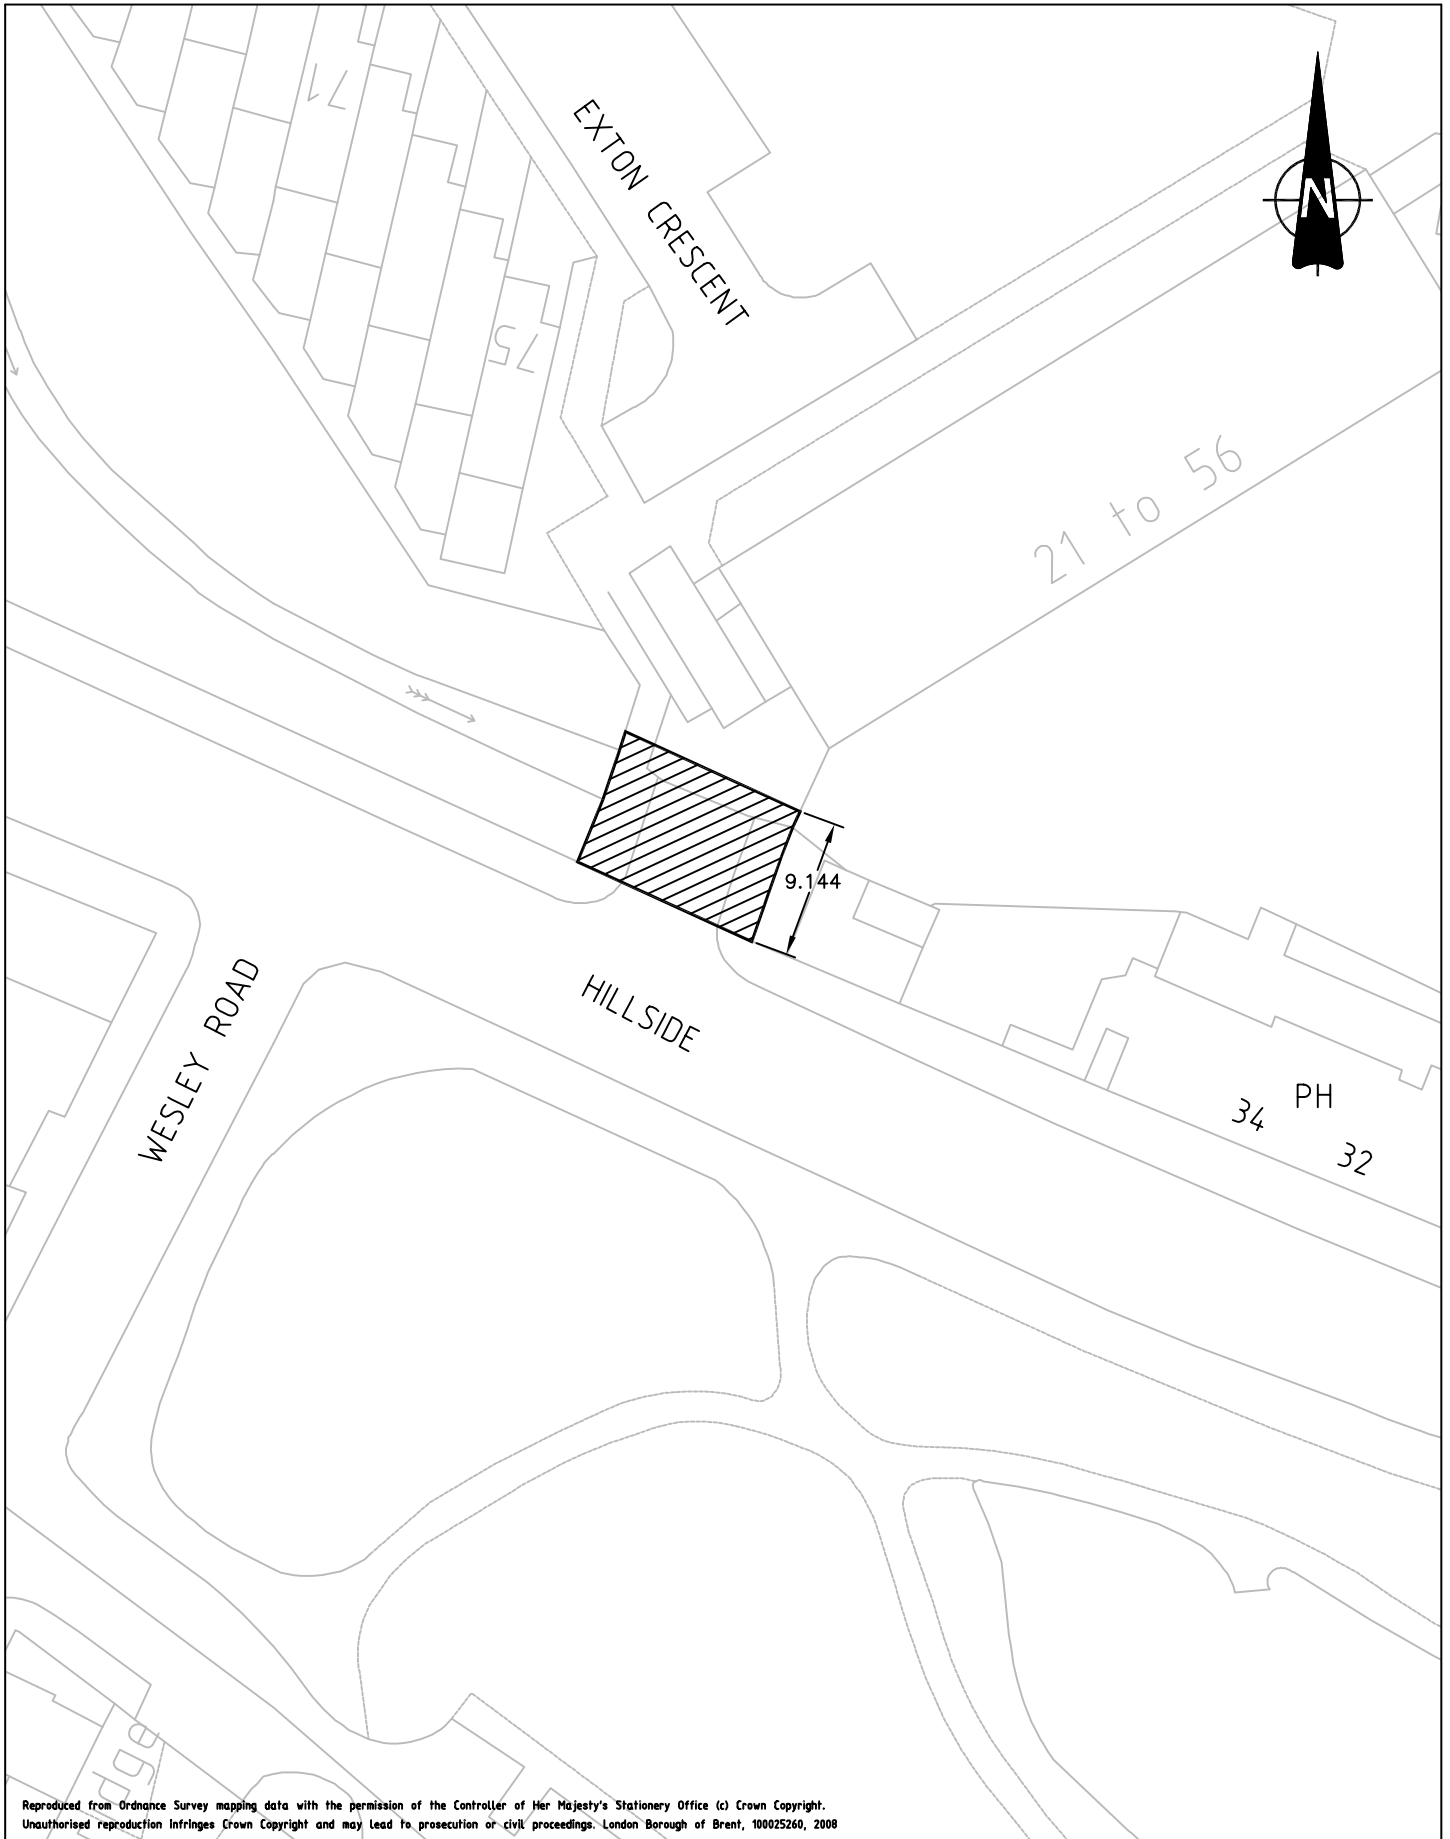 71
EXTON CRESCENT
N
75
21 to 56
9.144
HILLSIDE
WESLEY ROAD
PH
34
32
Reproduced from Ordnance Survey mapping data with the permission of the Controller of Her Majesty's Stationery Office (c) Crown Copyright.
Unauthorised reproduction infringes Crown Copyright and may lead to prosecution or civil proceedings. London Borough of Brent, 100025260, 2008